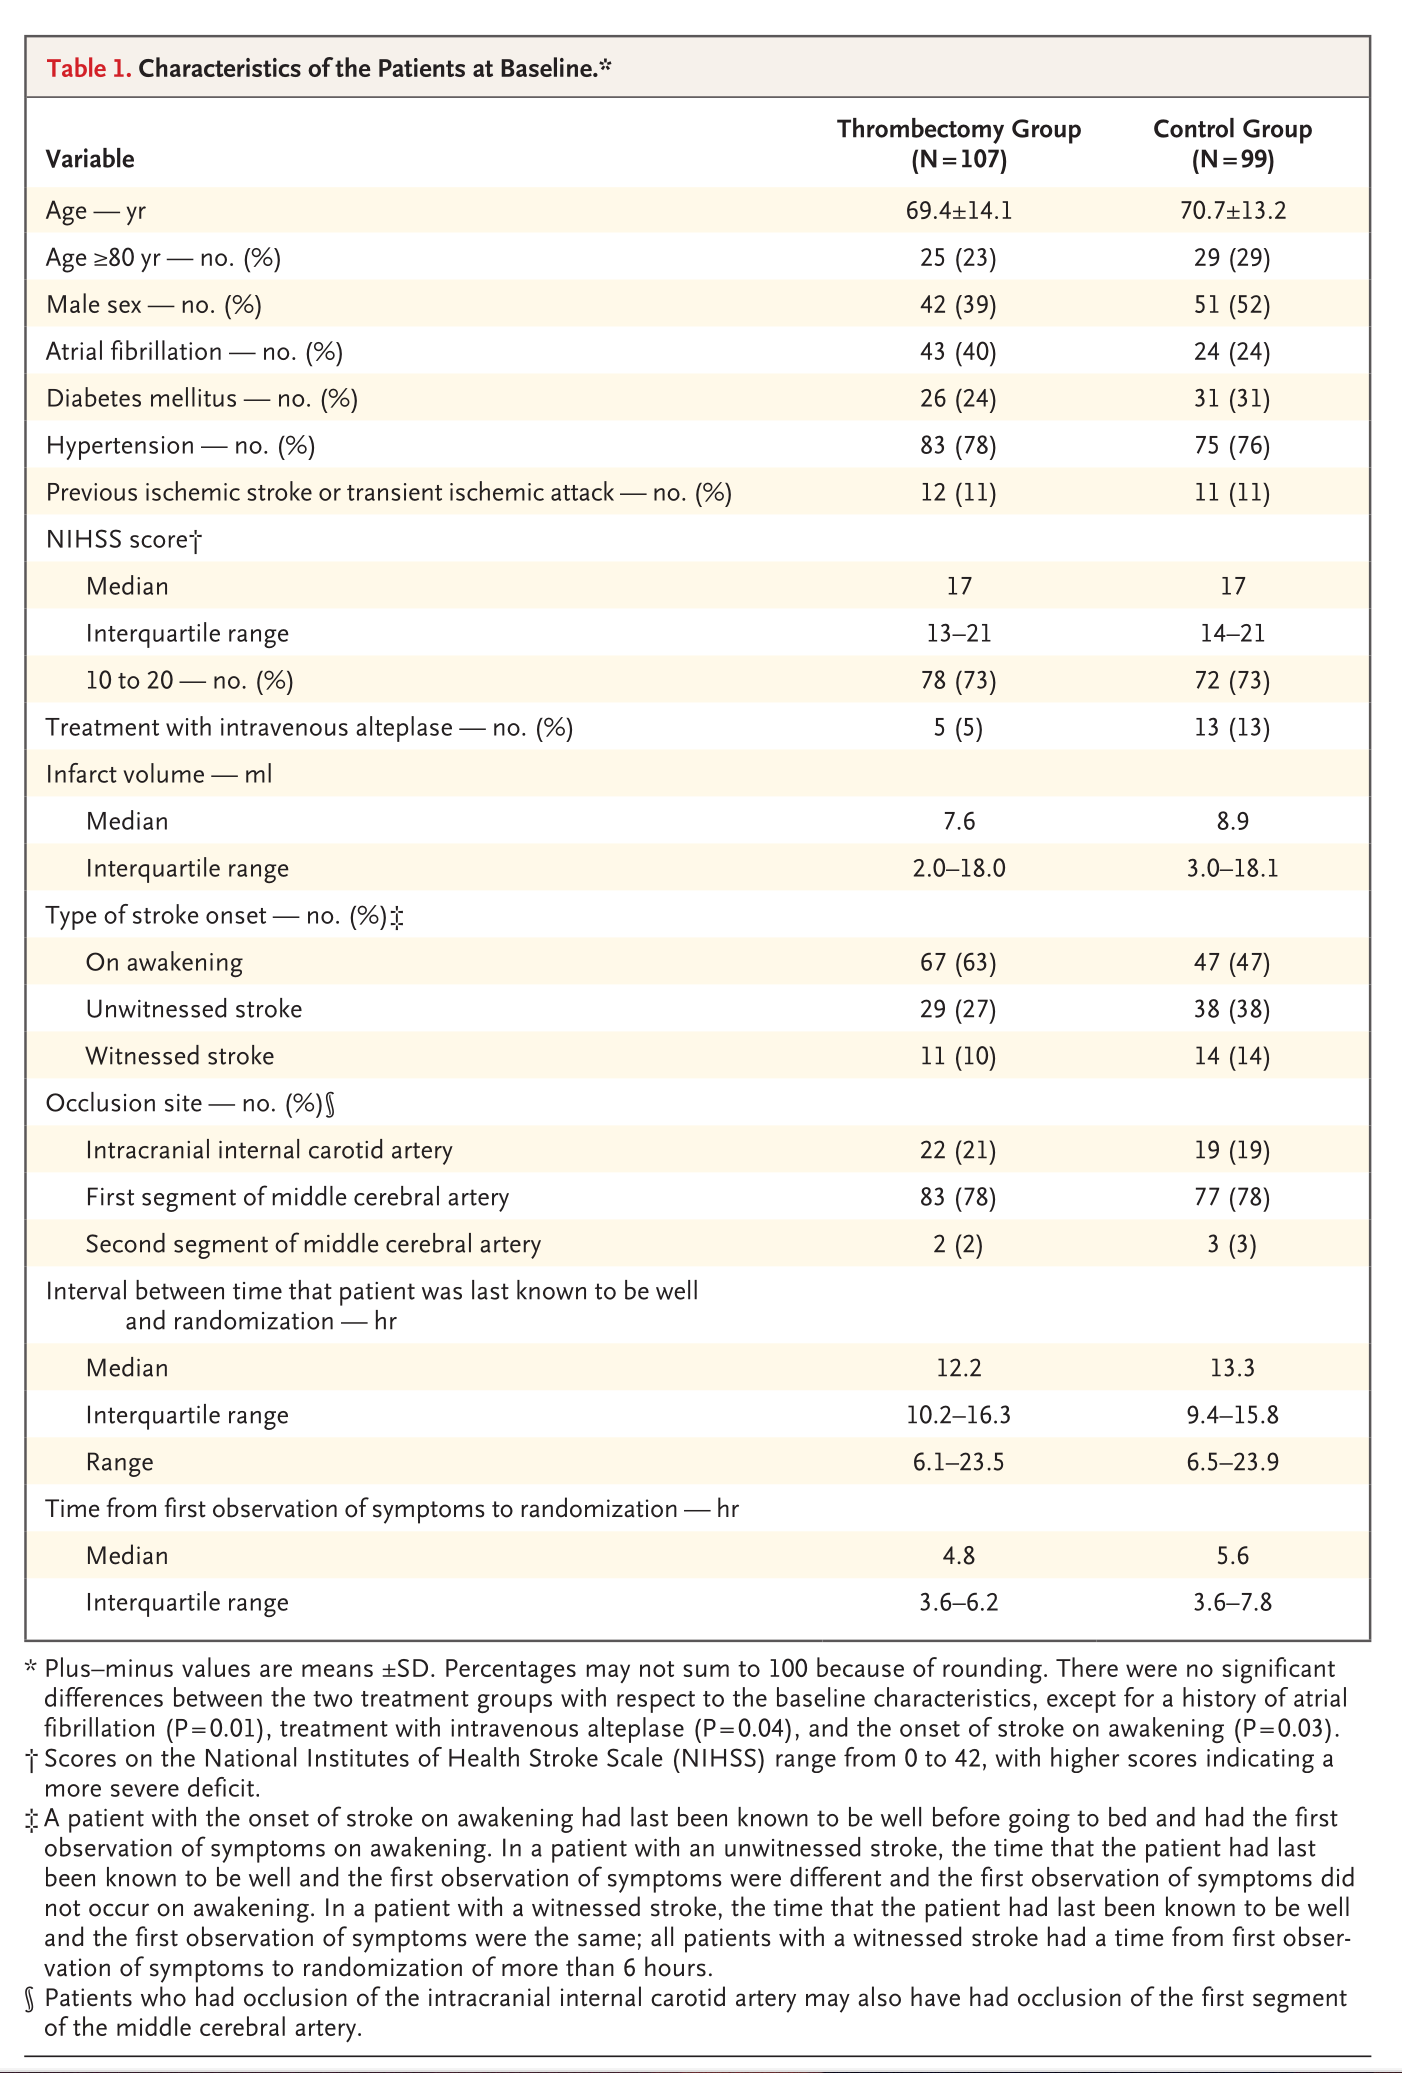 Table 1. Characteristics of the Patients at Baseline.*
Variable Thrombectomy Group (N=107) Control Group (N=99)
Age — yr 69.4±14.1 70.7±13.2
Age ≥80 yr — no. (%) 25 (23) 29 (29)
Male sex — no. (%) 42 (39) 51 (52)
Atrial fibrillation — no. (%) 43 (40) 24 (24)
Diabetes mellitus — no. (%) 26 (24) 31 (31)
Hypertension — no. (%) 83 (78) 75 (76)
Previous ischemic stroke or transient ischemic attack — no. (%) 12 (11) 11 (11)
NIHSS score†
Median 17 17
Interquartile range 13–21 14–21
10 to 20 — no. (%) 78 (73) 72 (73)
Treatment with intravenous alteplase — no. (%) 5 (5) 13 (13)
Infarct volume — ml
Median 7.6 8.9
Interquartile range 2.0–18.0 3.0–18.1
Type of stroke onset — no. (%)‡
On awakening 67 (63) 47 (47)
Unwitnessed stroke 29 (27) 38 (38)
Witnessed stroke 11 (10) 14 (14)
Occlusion site — no. (%)§
Intracranial internal carotid artery 22 (21) 19 (19)
First segment of middle cerebral artery 83 (78) 77 (78)
Second segment of middle cerebral artery 2 (2) 3 (3)
Interval between time that patient was last known to be well
and randomization — hr
Median 12.2 13.3
Interquartile range 10.2–16.3 9.4–15.8
Range 6.1–23.5 6.5–23.9
Time from first observation of symptoms to randomization — hr
Median 4.8 5.6
Interquartile range 3.6–6.2 3.6–7.8
* Plus–minus values are means ±SD. Percentages may not sum to 100 because of rounding. There were no significant
differences between the two treatment groups with respect to the baseline characteristics, except for a history of atrial
fibrillation (P=0.01), treatment with intravenous alteplase (P=0.04), and the onset of stroke on awakening (P=0.03).
† Scores on the National Institutes of Health Stroke Scale (NIHSS) range from 0 to 42, with higher scores indicating a
more severe deficit.
‡ A patient with the onset of stroke on awakening had last been known to be well before going to bed and had the first
observation of symptoms on awakening. In a patient with an unwitnessed stroke, the time that the patient had last
been known to be well and the first observation of symptoms were different and the first observation of symptoms did
not occur on awakening. In a patient with a witnessed stroke, the time that the patient had last been known to be well
and the first observation of symptoms were the same; all patients with a witnessed stroke had a time from first obser-
vation of symptoms to randomization of more than 6 hours.
§ Patients who had occlusion of the intracranial internal carotid artery may also have had occlusion of the first segment
of the middle cerebral artery.